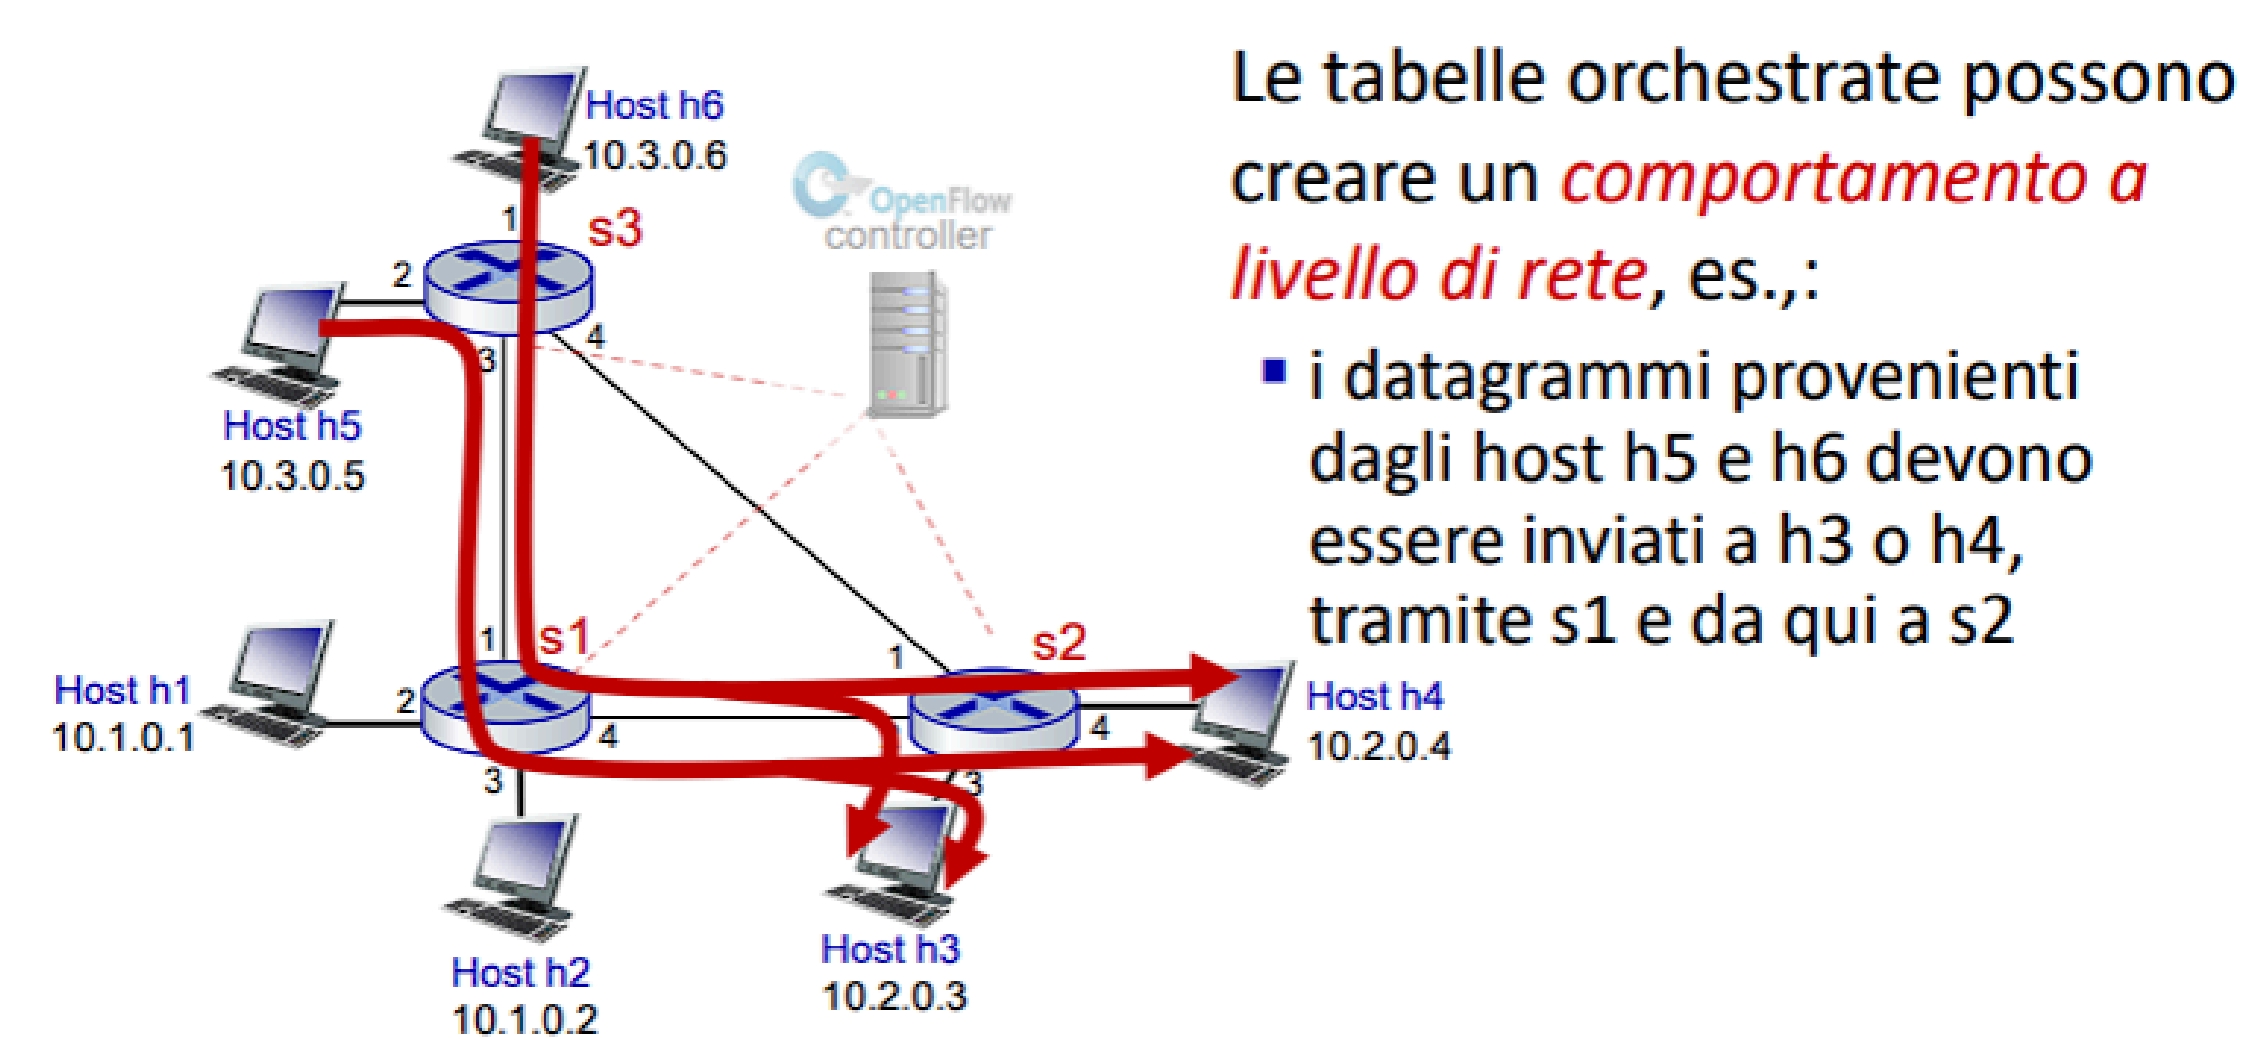 Host h6
10.3.0.6
OpenFlow
controller
1
s3
2
3
4
Host h5
10.3.0.5
1
s1
2
4
3
Host h1
10.1.0.1
1
s2
4
3
Host h4
10.2.0.4
Host h2
10.1.0.2
Host h3
10.2.0.3
Le tabelle orchestrate possono
creare un comportamento a
livello di rete, es.,:
i datagrammi provenienti
dagli host h5 e h6 devono
essere inviati a h3 o h4,
tramite s1 e da qui a s2